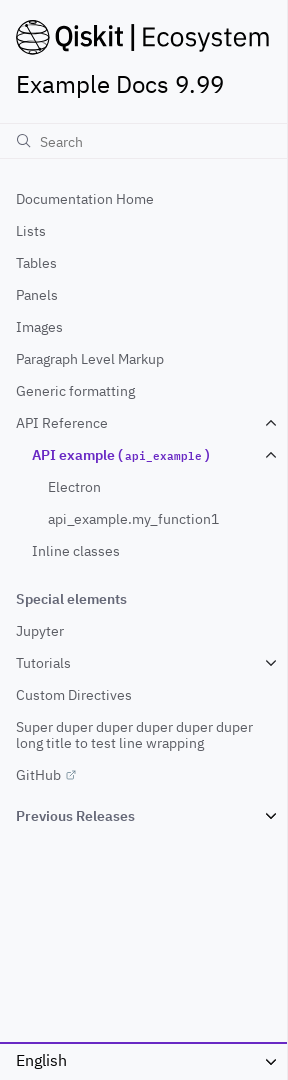 Qiskit | Ecosystem
Example Docs 9.99
Search
Documentation Home
Lists
Tables
Panels
Images
Paragraph Level Markup
Generic formatting
API Reference
API example (api_example)
Electron
api_example.my_function1
Inline classes
Special elements
Jupyter
Tutorials
Custom Directives
Super duper duper duper duper duper
long title to test line wrapping
GitHub
Previous Releases
English